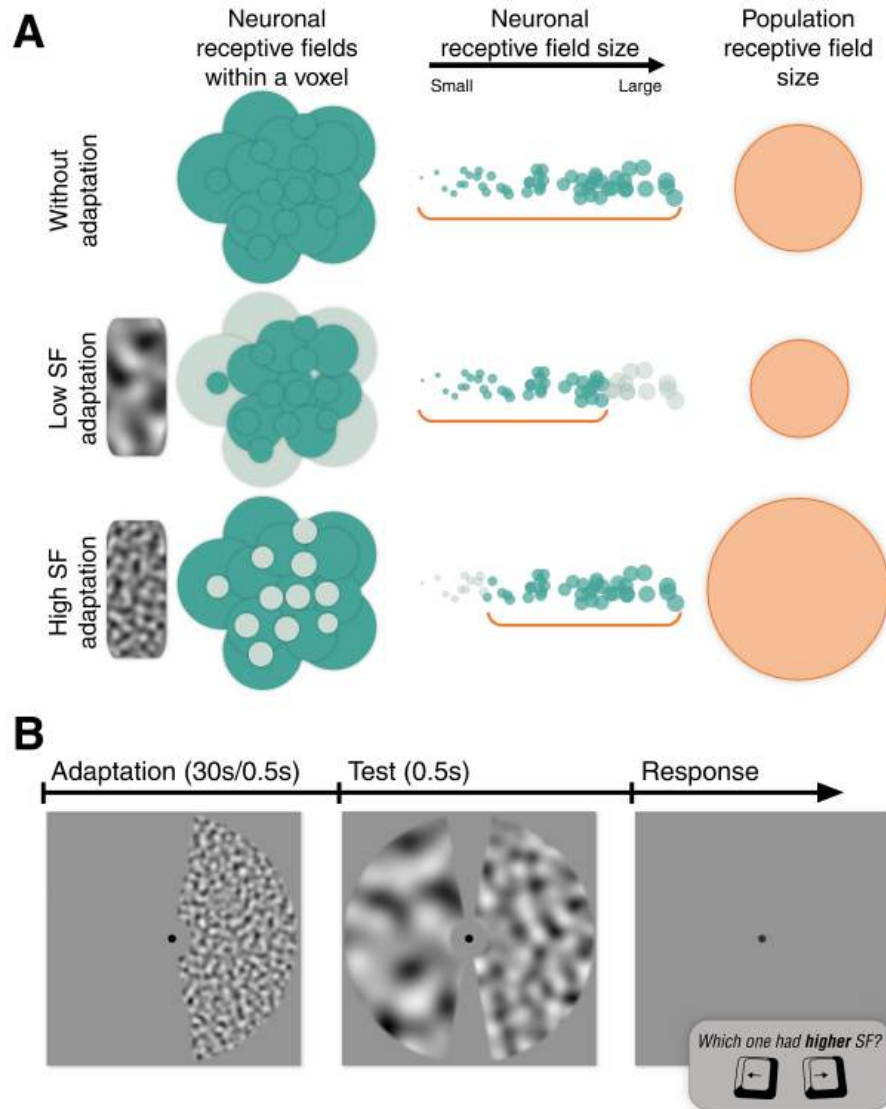 A
Neuronal
receptive fields
within a voxel
Neuronal
receptive field size
Small
Large
Population
receptive field
size
Without
adaptation
Low SF
adaptation
High SF
adaptation
B
Adaptation (30s/0.5s)
Test (0.5s)
Response
Which one had higher SF?
← →